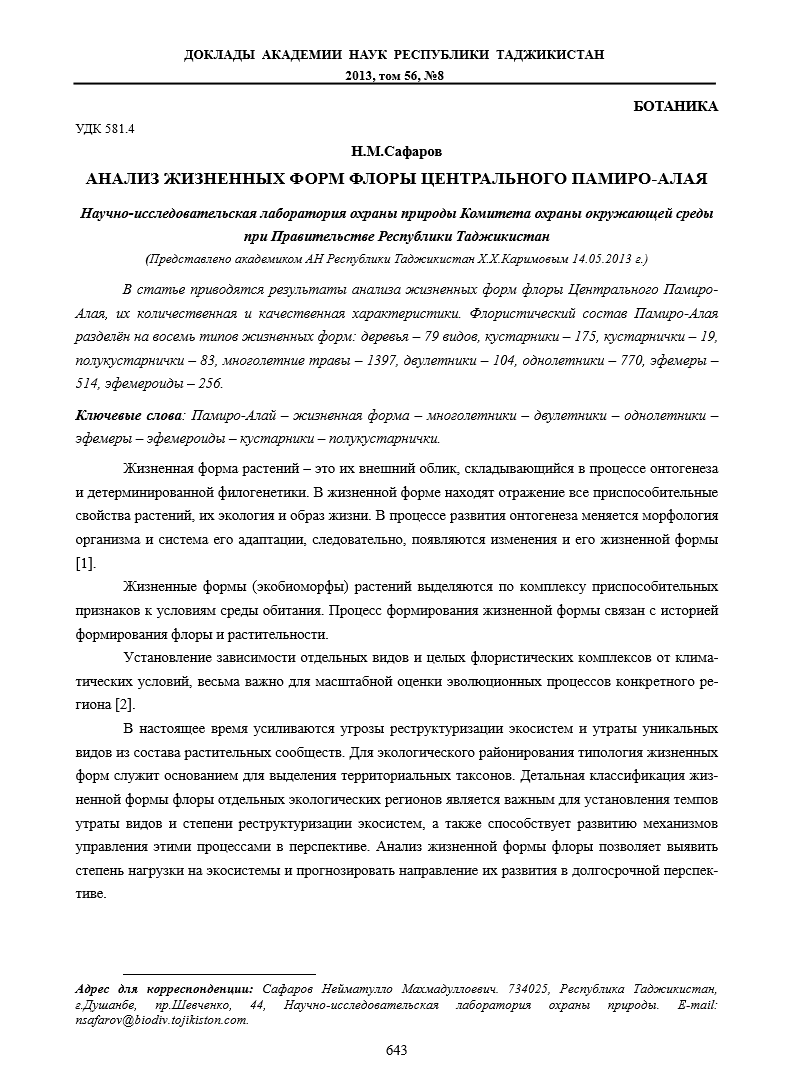 ДОКЛАДЫ АКАДЕМИИ НАУК РЕСПУБЛИКИ ТАДЖИКИСТАН
2013, том 56, №8
БОТАНИКА
УДК 581.4
Н.М.Сафаров
АНАЛИЗ ЖИЗНЕННЫХ ФОРМ ФЛОРЫ ЦЕНТРАЛЬНОГО ПАМИРО-АЛАЯ
Научно-исследовательская лаборатория охраны природы Комитета охраны окружающей среды
при Правительстве Республики Таджикистан
(Представлено академиком АН Республики Таджикистан Х.Х.Каримовым 14.05.2013 г.)
В статье приводятся результаты анализа жизненных форм флоры Центрального Памиро-
Алая, их количественная и качественная характеристики. Флористический состав Памиро-Алая
разделён на восемь типов жизненных форм: деревья – 79 видов, кустарники – 175, кустарнички – 19,
полукустарнички – 83, многолетние травы – 1397, двулетники – 104, однолетники – 770, эфемеры –
514, эфемероиды – 256.
Ключевые слова: Памиро-Алай – жизненная форма – многолетники – двулетники – однолетники –
эфемеры – эфемероиды – кустарники – полукустарнички.
Жизненная форма растений – это их внешний облик, складывающийся в процессе онтогенеза
и детерминированной филогенетики. В жизненной форме находят отражение все приспособительные
свойства растений, их экология и образ жизни. В процессе развития онтогенеза меняется морфология
организма и система его адаптации, следовательно, появляются изменения и его жизненной формы
[1].
Жизненные формы (экобиоморфы) растений выделяются по комплексу приспособительных
признаков к условиям среды обитания. Процесс формирования жизненной формы связан с историей
формирования флоры и растительности.
Установление зависимости отдельных видов и целых флористических комплексов от клима-
тических условий, весьма важно для масштабной оценки эволюционных процессов конкретного ре-
гиона [2].
В настоящее время усиливаются угрозы реструктуризации экосистем и утраты уникальных
видов из состава растительных сообществ. Для экологического районирования типология жизненных
форм служит основанием для выделения территориальных таксонов. Детальная классификация жиз-
ненной формы флоры отдельных экологических регионов является важным для установления темпов
утраты видов и степени реструктуризации экосистем, а также способствует развитию механизмов
управления этими процессами в перспективе. Анализ жизненной формы флоры позволяет выявить
степень нагрузки на экосистемы и прогнозировать направление их развития в долгосрочной перспек-
тиве.
Адрес для корреспонденции: Сафаров Нейматулло Махмадуллоевич. 734025, Республика Таджикистан,
г.Душанбе, пр.Шевченко, 44, Научно-исследовательская лаборатория охраны природы. E-mail:
nsafarov@biodiv.tojikiston.com.
643